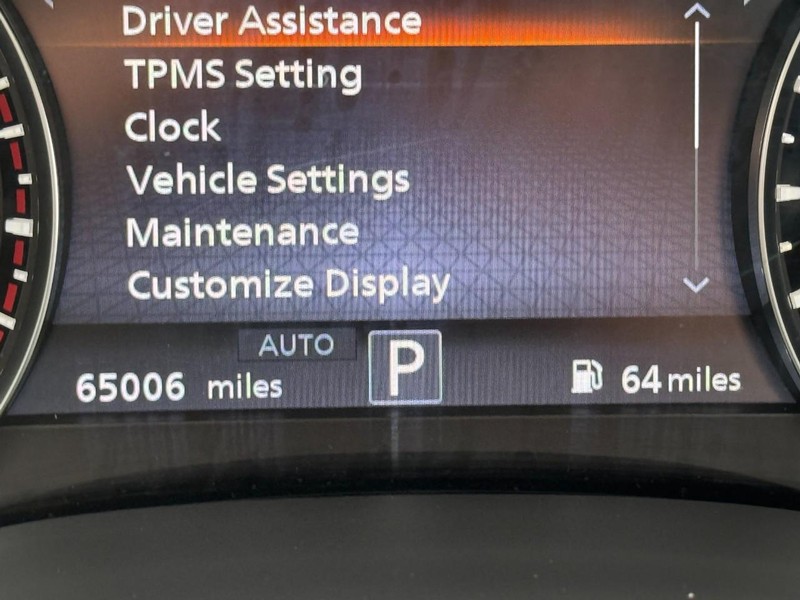 Driver Assistance
TPMS Setting
Clock
Vehicle Settings
Maintenance
Customize Display
AUTO
P
65006 miles
64 miles